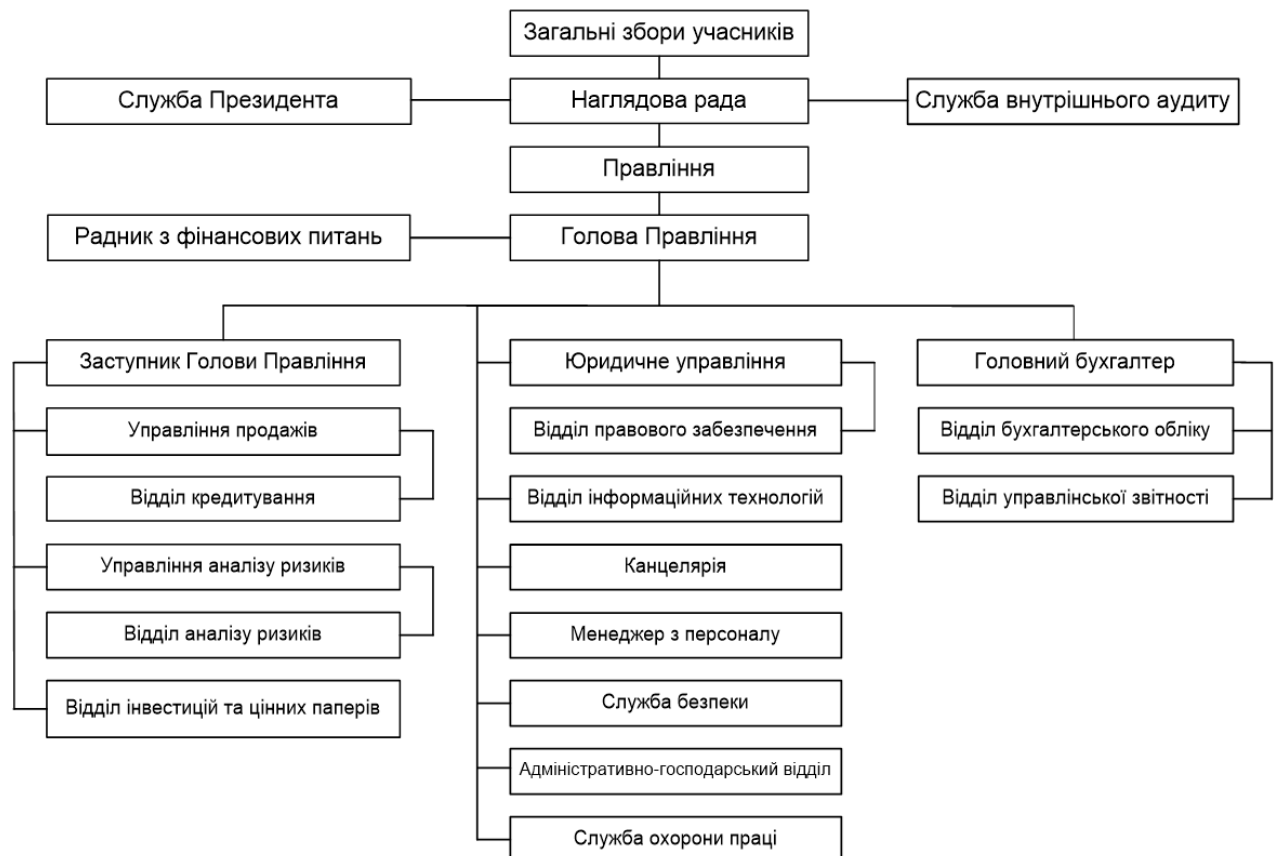 Загальні збори учасників
Служба Президента
Наглядова рада
Служба внутрішнього аудиту
Правління
Радник з фінансових питань
Голова Правління
Заступник Голови Правління
Юридичне управління
Головний бухгалтер
Управління продажів
Відділ правового забезпечення
Відділ бухгалтерського обліку
Відділ кредитування
Відділ інформаційних технологій
Відділ управлінської звітності
Управління аналізу ризиків
Канцелярія
Відділ аналізу ризиків
Менеджер з персоналу
Відділ інвестицій та цінних паперів
Служба безпеки
Адміністративно-господарський відділ
Служба охорони праці